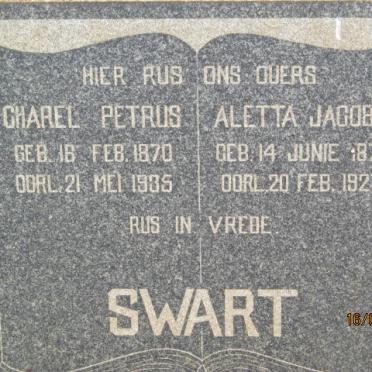 HIER RUS ONS OUERS
CHAREL PETRUS ALETTA
GEB. 16 FEB. 1870 GEB. 14 JUNIE
OORL. 21 MEI 1935 OORL. 20 FEB.
RUS IN VREDE
SWART